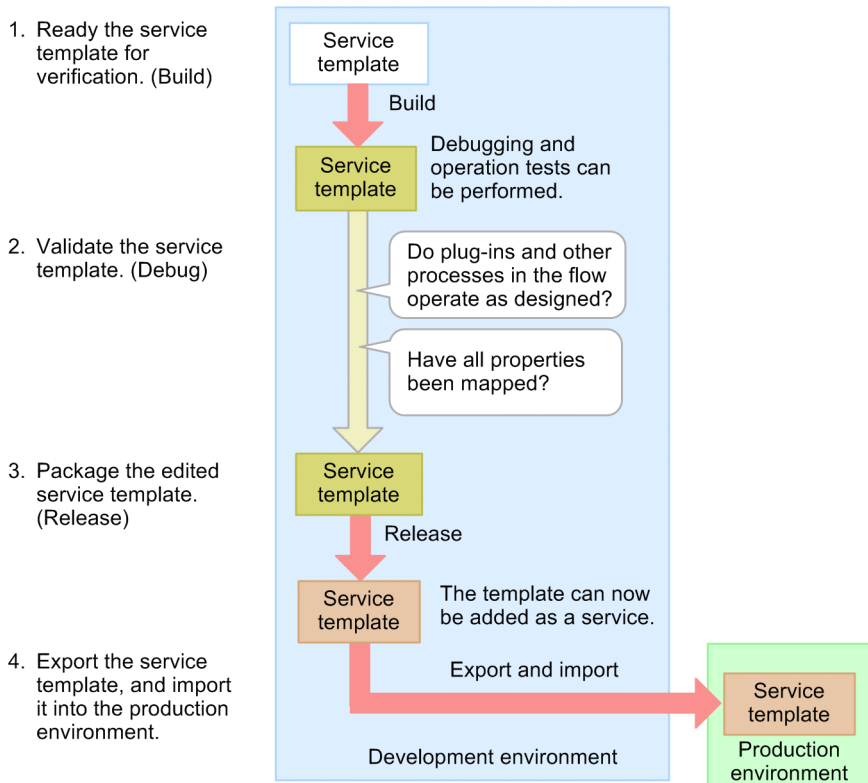 1. Ready the service
template for
verification. (Build)
Service
template
Build
Service
template
Debugging and
operation tests can
be performed.
2. Validate the service
template. (Debug)
Do plug-ins and other
processes in the flow
operate as designed?
Have all properties
been mapped?
3. Package the edited
service template.
(Release)
Service
template
Release
Service
template
The template can now
be added as a service.
4. Export the service
template, and import
it into the production
environment.
Export and import
Service
template
Development environment
Production
environment